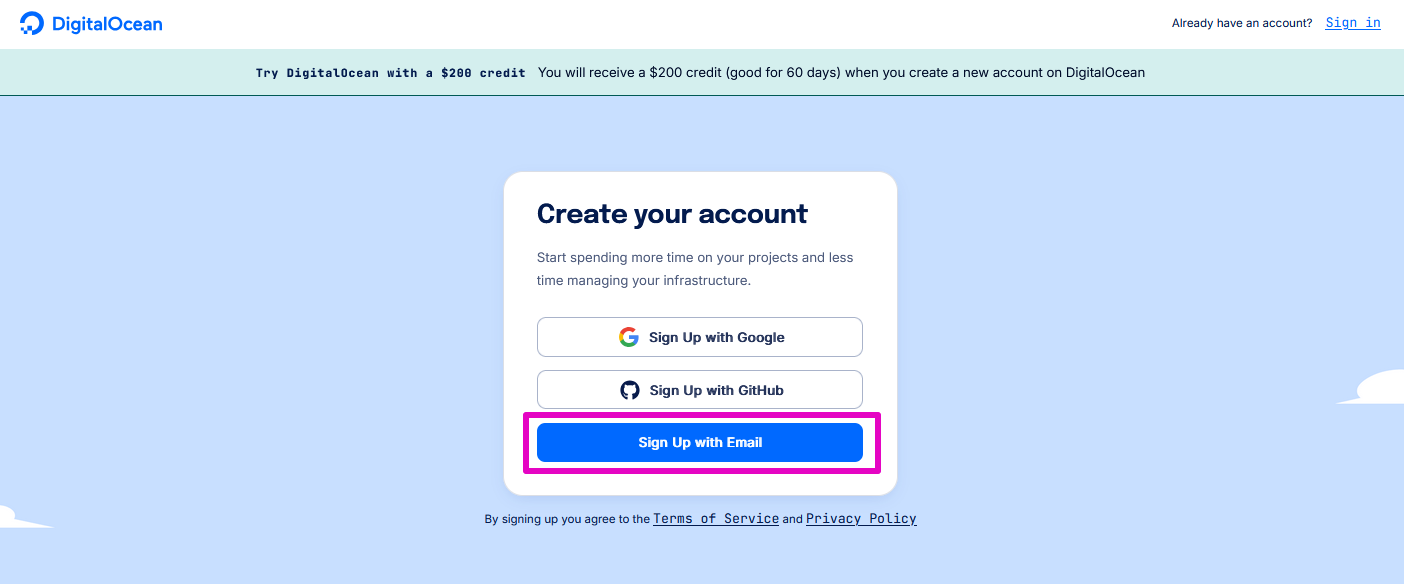 DigitalOcean
Already have an account? Sign in
Try DigitalOcean with a $200 credit You will receive a $200 credit (good for 60 days) when you create a new account on DigitalOcean
Create your account
Start spending more time on your projects and less
time managing your infrastructure.
Sign Up with Google
Sign Up with GitHub
Sign Up with Email
By signing up you agree to the Terms of Service and Privacy Policy